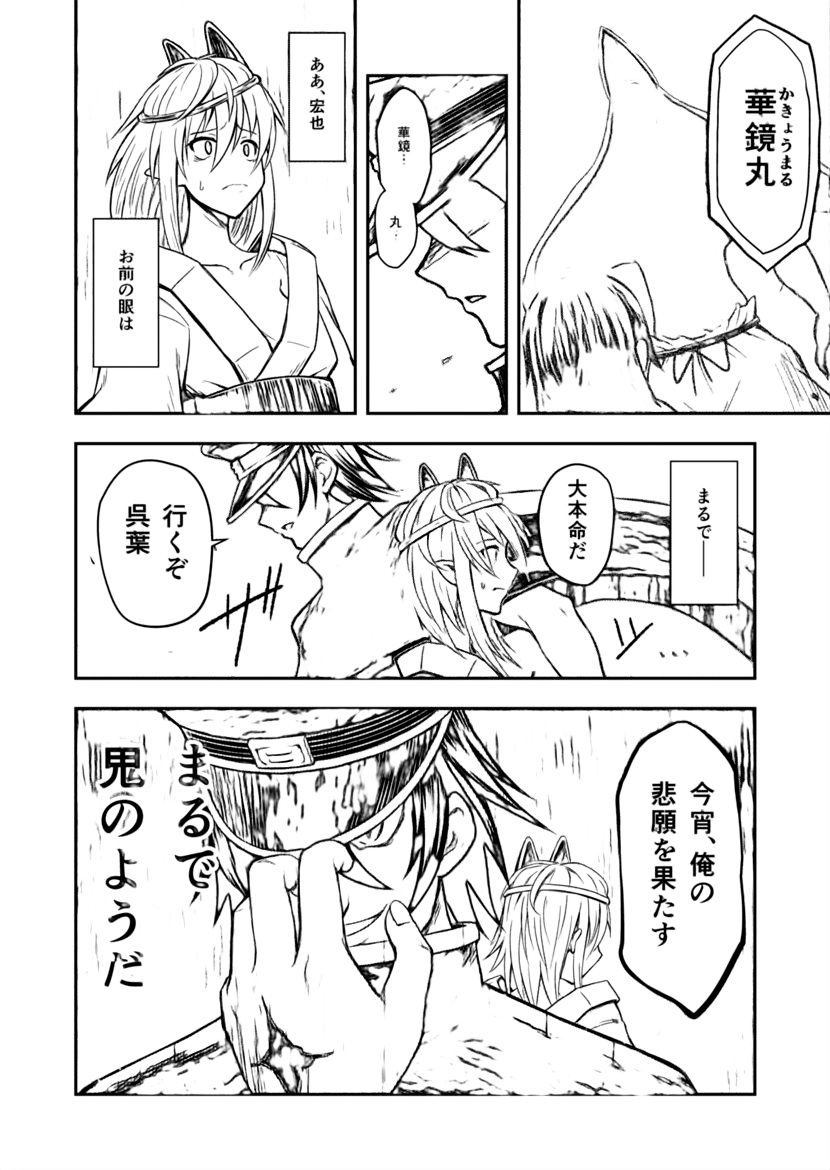 かきょうまる
華鏡丸
華鏡…
丸…
ああ、宏也
お前の眼は
まるで――
大本命だ
行くぞ
呉葉
今宵、俺の
悲願を果たす
まるで
鬼のようだ